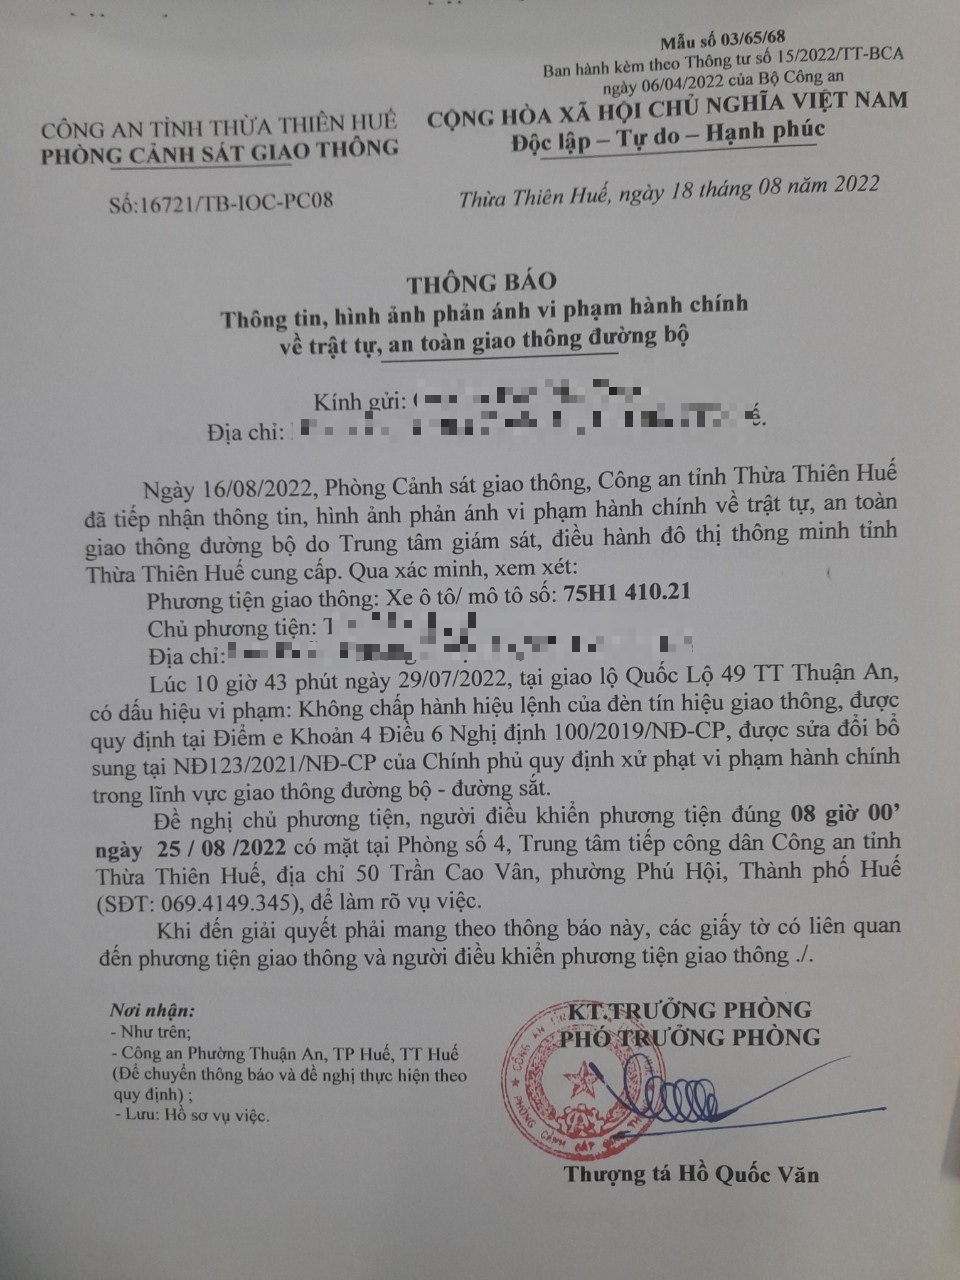 Mẫu số 03/65/68
Ban hành kèm theo Thông tư số 15/2022/TT-BCA
ngày 06/04/2022 của Bộ Công an
CÔNG AN TỈNH THỪA THIÊN HUẾ
PHÒNG CẢNH SÁT GIAO THÔNG
Số:16721/TB-IOC-PC08
CỘNG HÒA XÃ HỘI CHỦ NGHĨA VIỆT NAM
Độc lập – Tự do – Hạnh phúc
Thừa Thiên Huế, ngày 18 tháng 08 năm 2022
THÔNG BÁO
Thông tin, hình ảnh phản ánh vi phạm hành chính
về trật tự, an toàn giao thông đường bộ
Kính gửi:
Địa chỉ:
Ngày 16/08/2022, Phòng Cảnh sát giao thông, Công an tỉnh Thừa Thiên Huế
đã tiếp nhận thông tin, hình ảnh phản ánh vi phạm hành chính về trật tự, an toàn
giao thông đường bộ do Trung tâm giám sát, điều hành đô thị thông minh tỉnh
Thừa Thiên Huế cung cấp. Qua xác minh, xem xét:
Phương tiện giao thông: Xe ô tô/ mô tô số: 75H1 410.21
Chủ phương tiện:
Địa chỉ:
Lúc 10 giờ 43 phút ngày 29/07/2022, tại giao lộ Quốc Lộ 49 TT Thuận An,
có dấu hiệu vi phạm: Không chấp hành hiệu lệnh của đèn tín hiệu giao thông, được
quy định tại Điểm e Khoản 4 Điều 6 Nghị định 100/2019/NĐ-CP, được sửa đổi bổ
sung tại NĐ123/2021/NĐ-CP của Chính phủ quy định xử phạt vi phạm hành chính
trong lĩnh vực giao thông đường bộ - đường sắt.
Đề nghị chủ phương tiện, người điều khiển phương tiện đúng 08 giờ 00’
ngày 25 / 08 /2022 có mặt tại Phòng số 4, Trung tâm tiếp công dân Công an tỉnh
Thừa Thiên Huế, địa chỉ 50 Trần Cao Vân, phường Phú Hội, Thành phố Huế
(SĐT: 069.4149.345), để làm rõ vụ việc.
Khi đến giải quyết phải mang theo thông báo này, các giấy tờ có liên quan
đến phương tiện giao thông và người điều khiển phương tiện giao thông ./.
Nơi nhận:
- Như trên;
- Công an Phường Thuận An, TP Huế, TT Huế
(Để chuyển thông báo và đề nghị thực hiện theo
quy định) ;
- Lưu: Hồ sơ vụ việc.
KT.TRƯỞNG PHÒNG
PHÓ TRƯỞNG PHÒNG
Thượng tá Hồ Quốc Văn